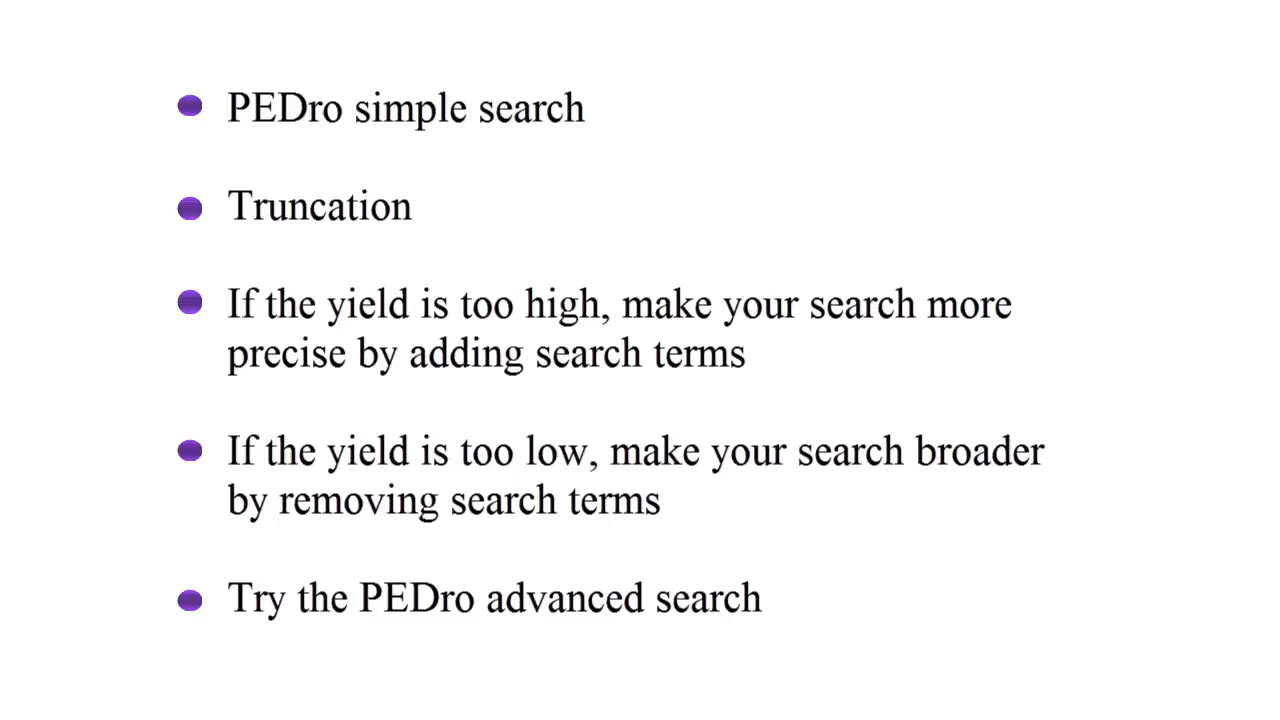 PEDro simple search
Truncation
If the yield is too high, make your search more
precise by adding search terms
If the yield is too low, make your search broader
by removing search terms
Try the PEDro advanced search